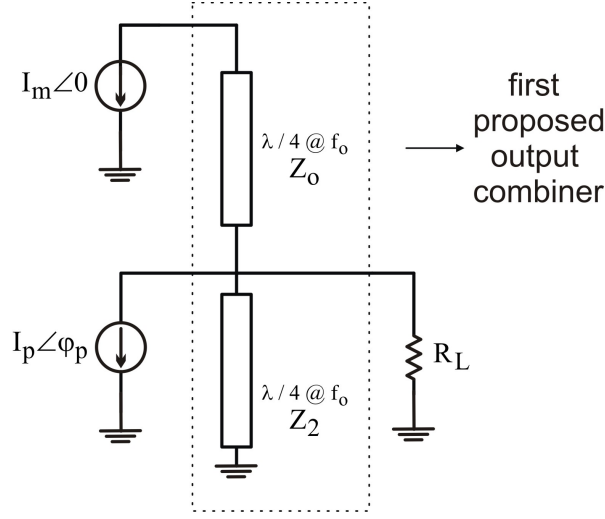 I_m∠0
λ / 4 @ f_o
Z_o
first
proposed
output
combiner
I_p∠φ_p
R_L
λ / 4 @ f_o
Z_2